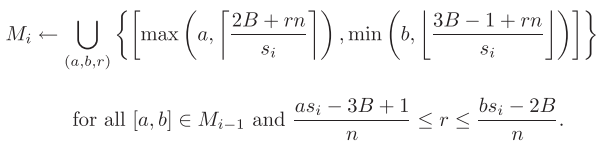 M_i ← ⋃_{(a,b,r)} { [ max ( a, ⌈ (2B + rn) / s_i ⌉ ) , min ( b, ⌊ (3B − 1 + rn) / s_i ⌋ ) ] }
for all [a, b] ∈ M_{i−1} and (as_i − 3B + 1) / n ≤ r ≤ (bs_i − 2B) / n .